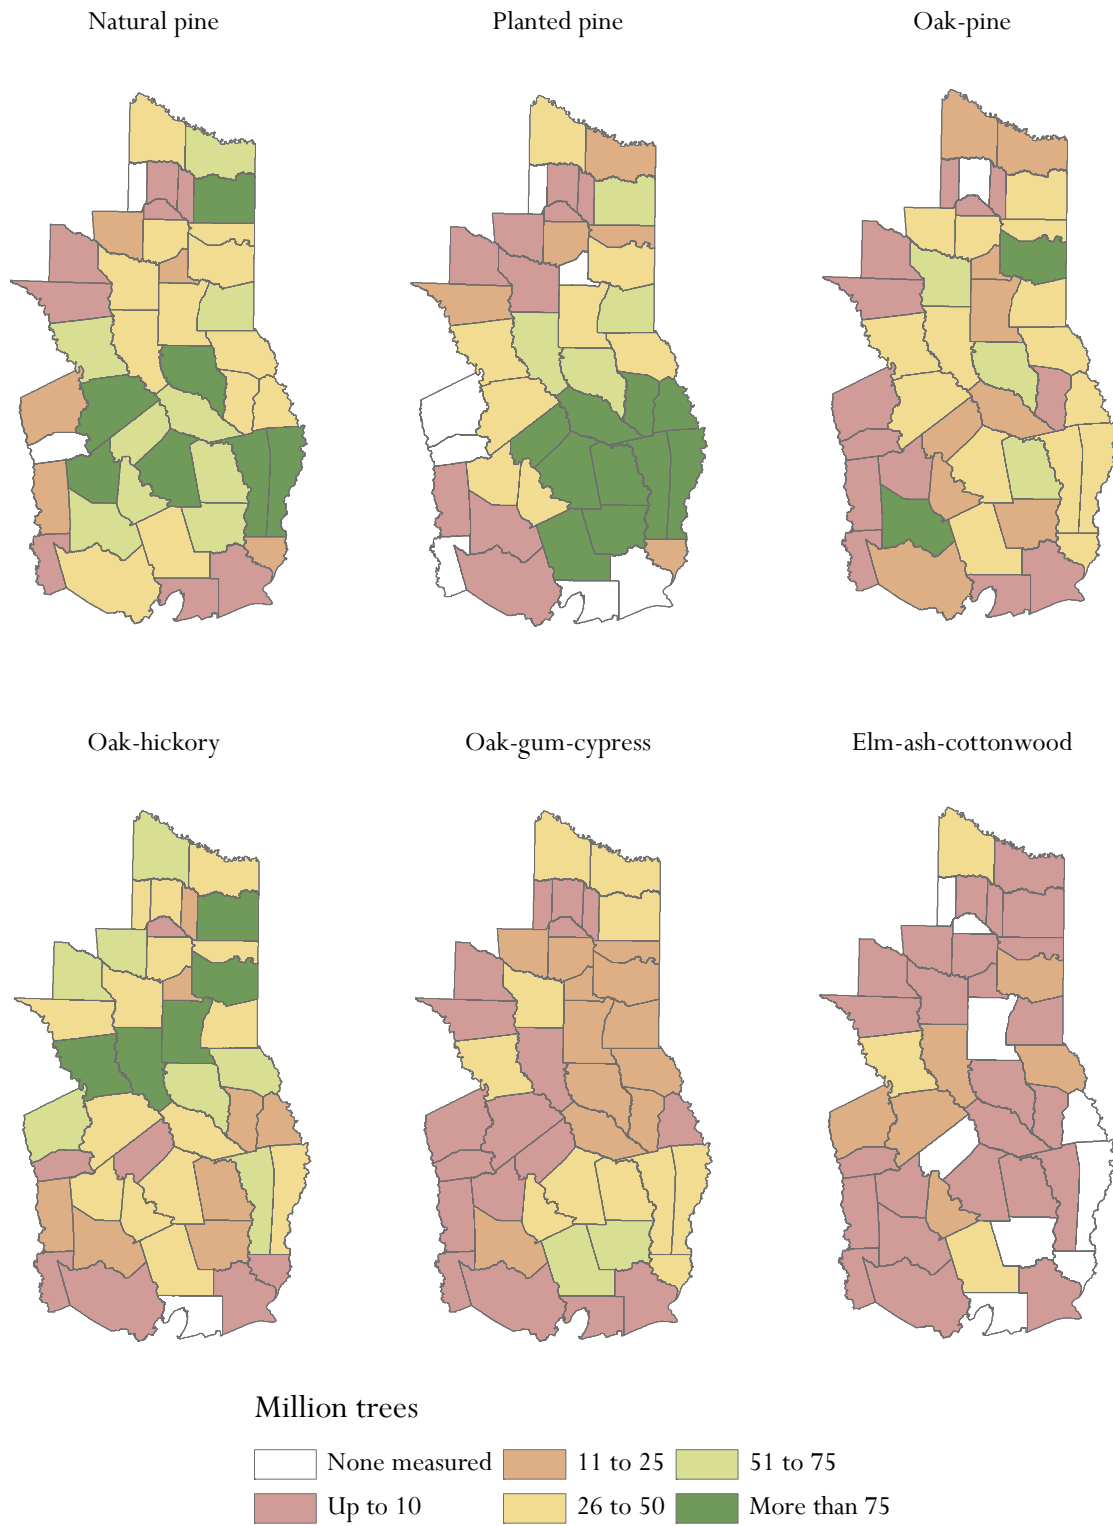 Natural pine
Planted pine
Oak-pine
Oak-hickory
Oak-gum-cypress
Elm-ash-cottonwood
Million trees
None measured
11 to 25
51 to 75
Up to 10
26 to 50
More than 75